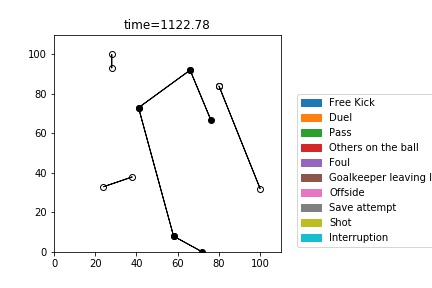 time=1122.78
100
80
60
40
20
0
0 20 40 60 80 100
Free Kick
Duel
Pass
Others on the ball
Foul
Goalkeeper leaving l
Offside
Save attempt
Shot
Interruption